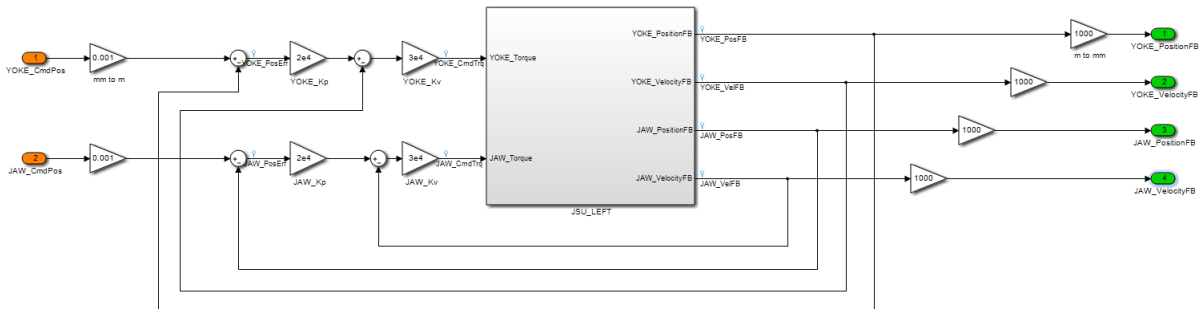 1
YOKE_CmdPos
0.001
mm to m
+
YOKE_PosErr
2e4
YOKE_Kp
+
3e4
YOKE_Kv
YOKE_CmdTrq
YOKE_Torque
YOKE_PositionFB
YOKE_PosFB
1000
m to mm
1
YOKE_PositionFB
YOKE_VelocityFB
YOKE_VelFB
1000
2
YOKE_VelocityFB
2
JAW_CmdPos
0.001
+
JAW_PosErr
2e4
JAW_Kp
+
3e4
JAW_Kv
JAW_CmdTrq
JAW_Torque
JAW_PositionFB
JAW_PosFB
1000
3
JAW_PositionFB
JAW_VelocityFB
JAW_VelFB
1000
4
JAW_VelocityFB
JSU_LEFT